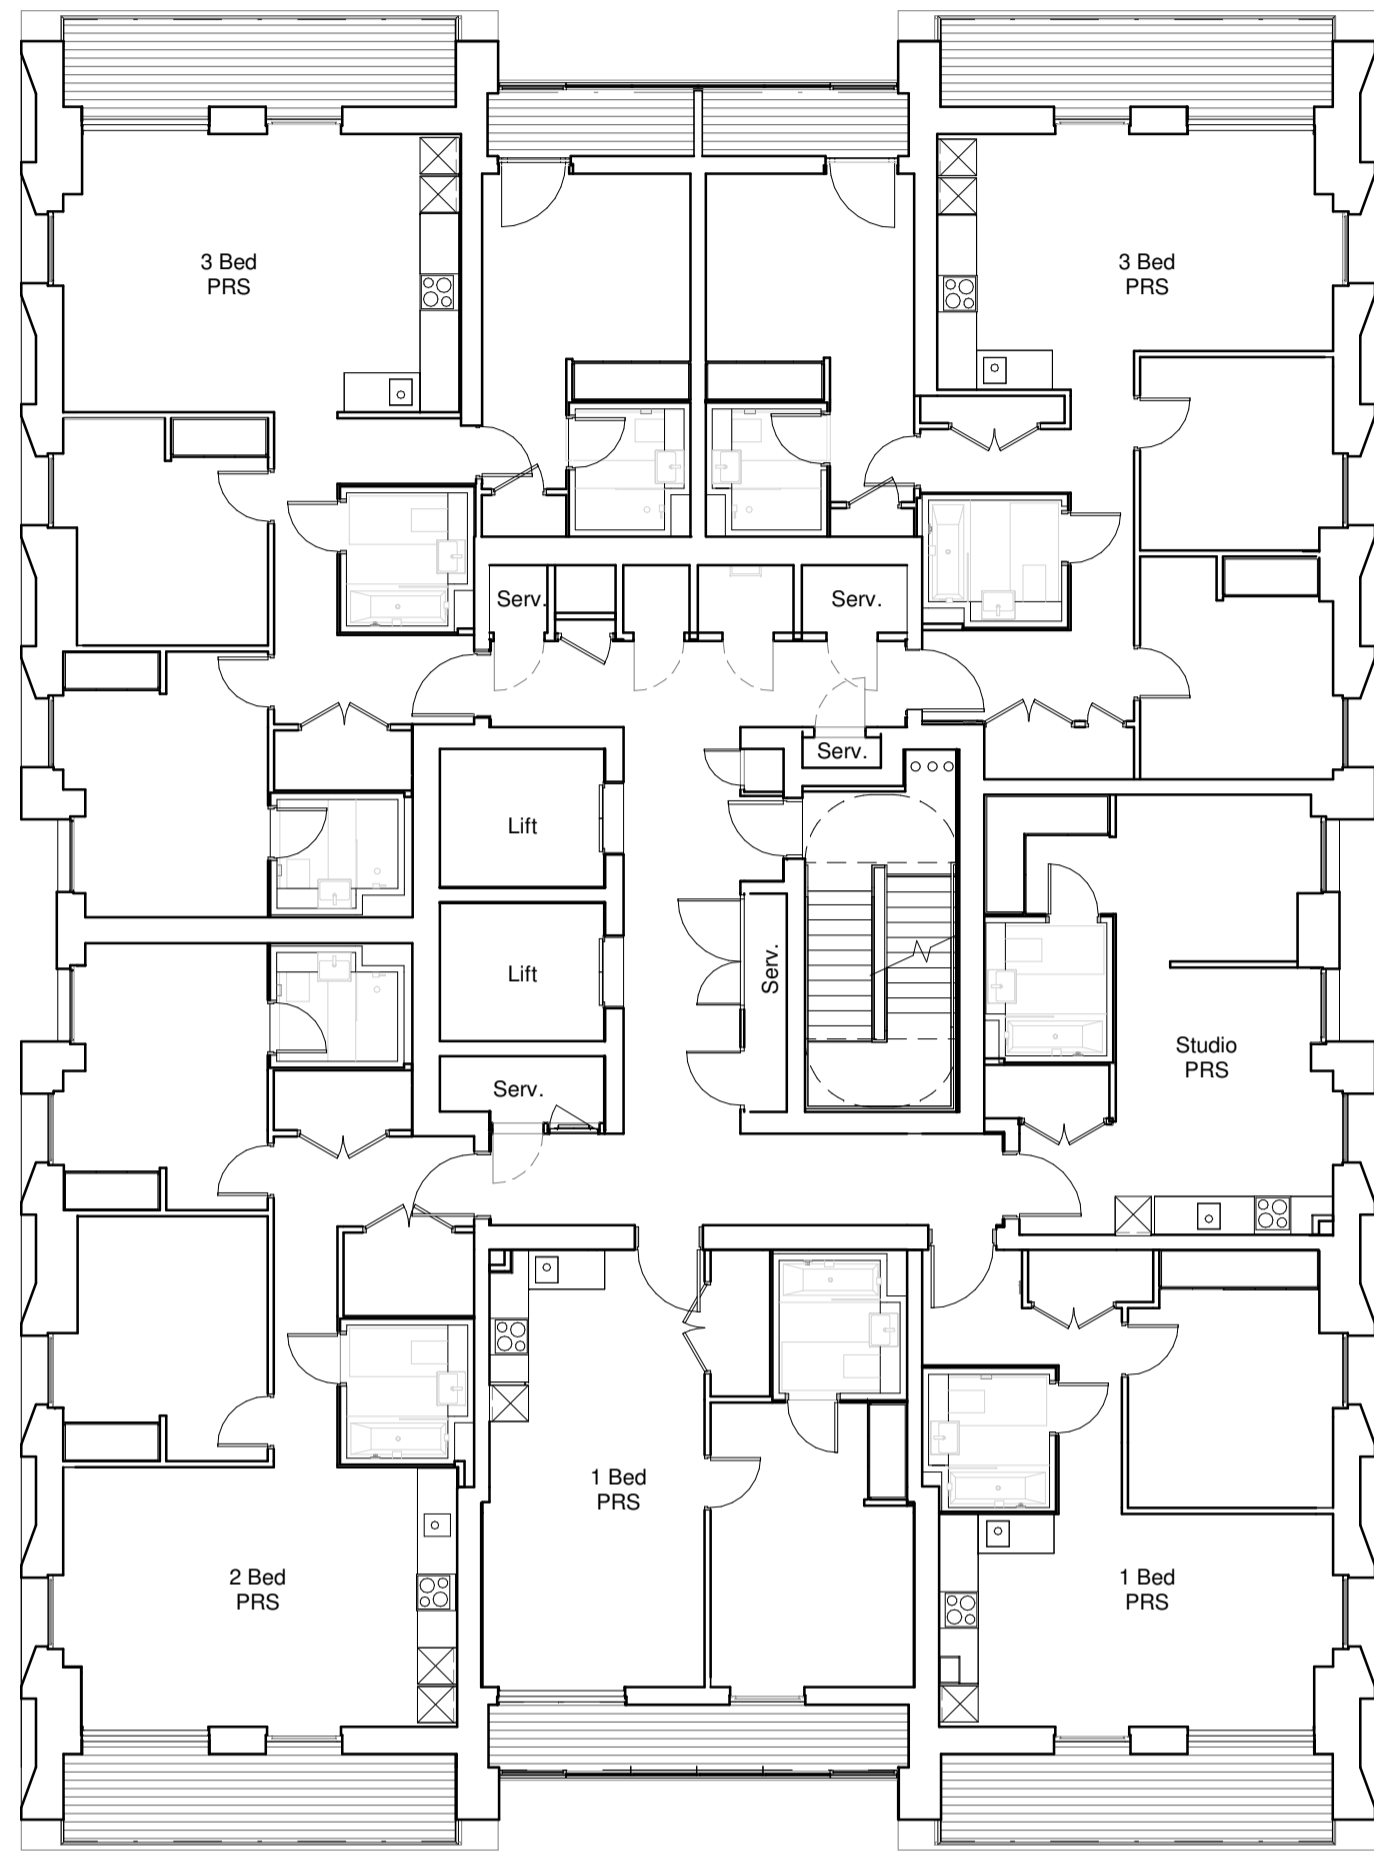 3 Bed
PRS
3 Bed
PRS
Serv.
Serv.
Serv.
Lift
Lift
Serv.
Studio
PRS
Serv.
1 Bed
PRS
2 Bed
PRS
1 Bed
PRS